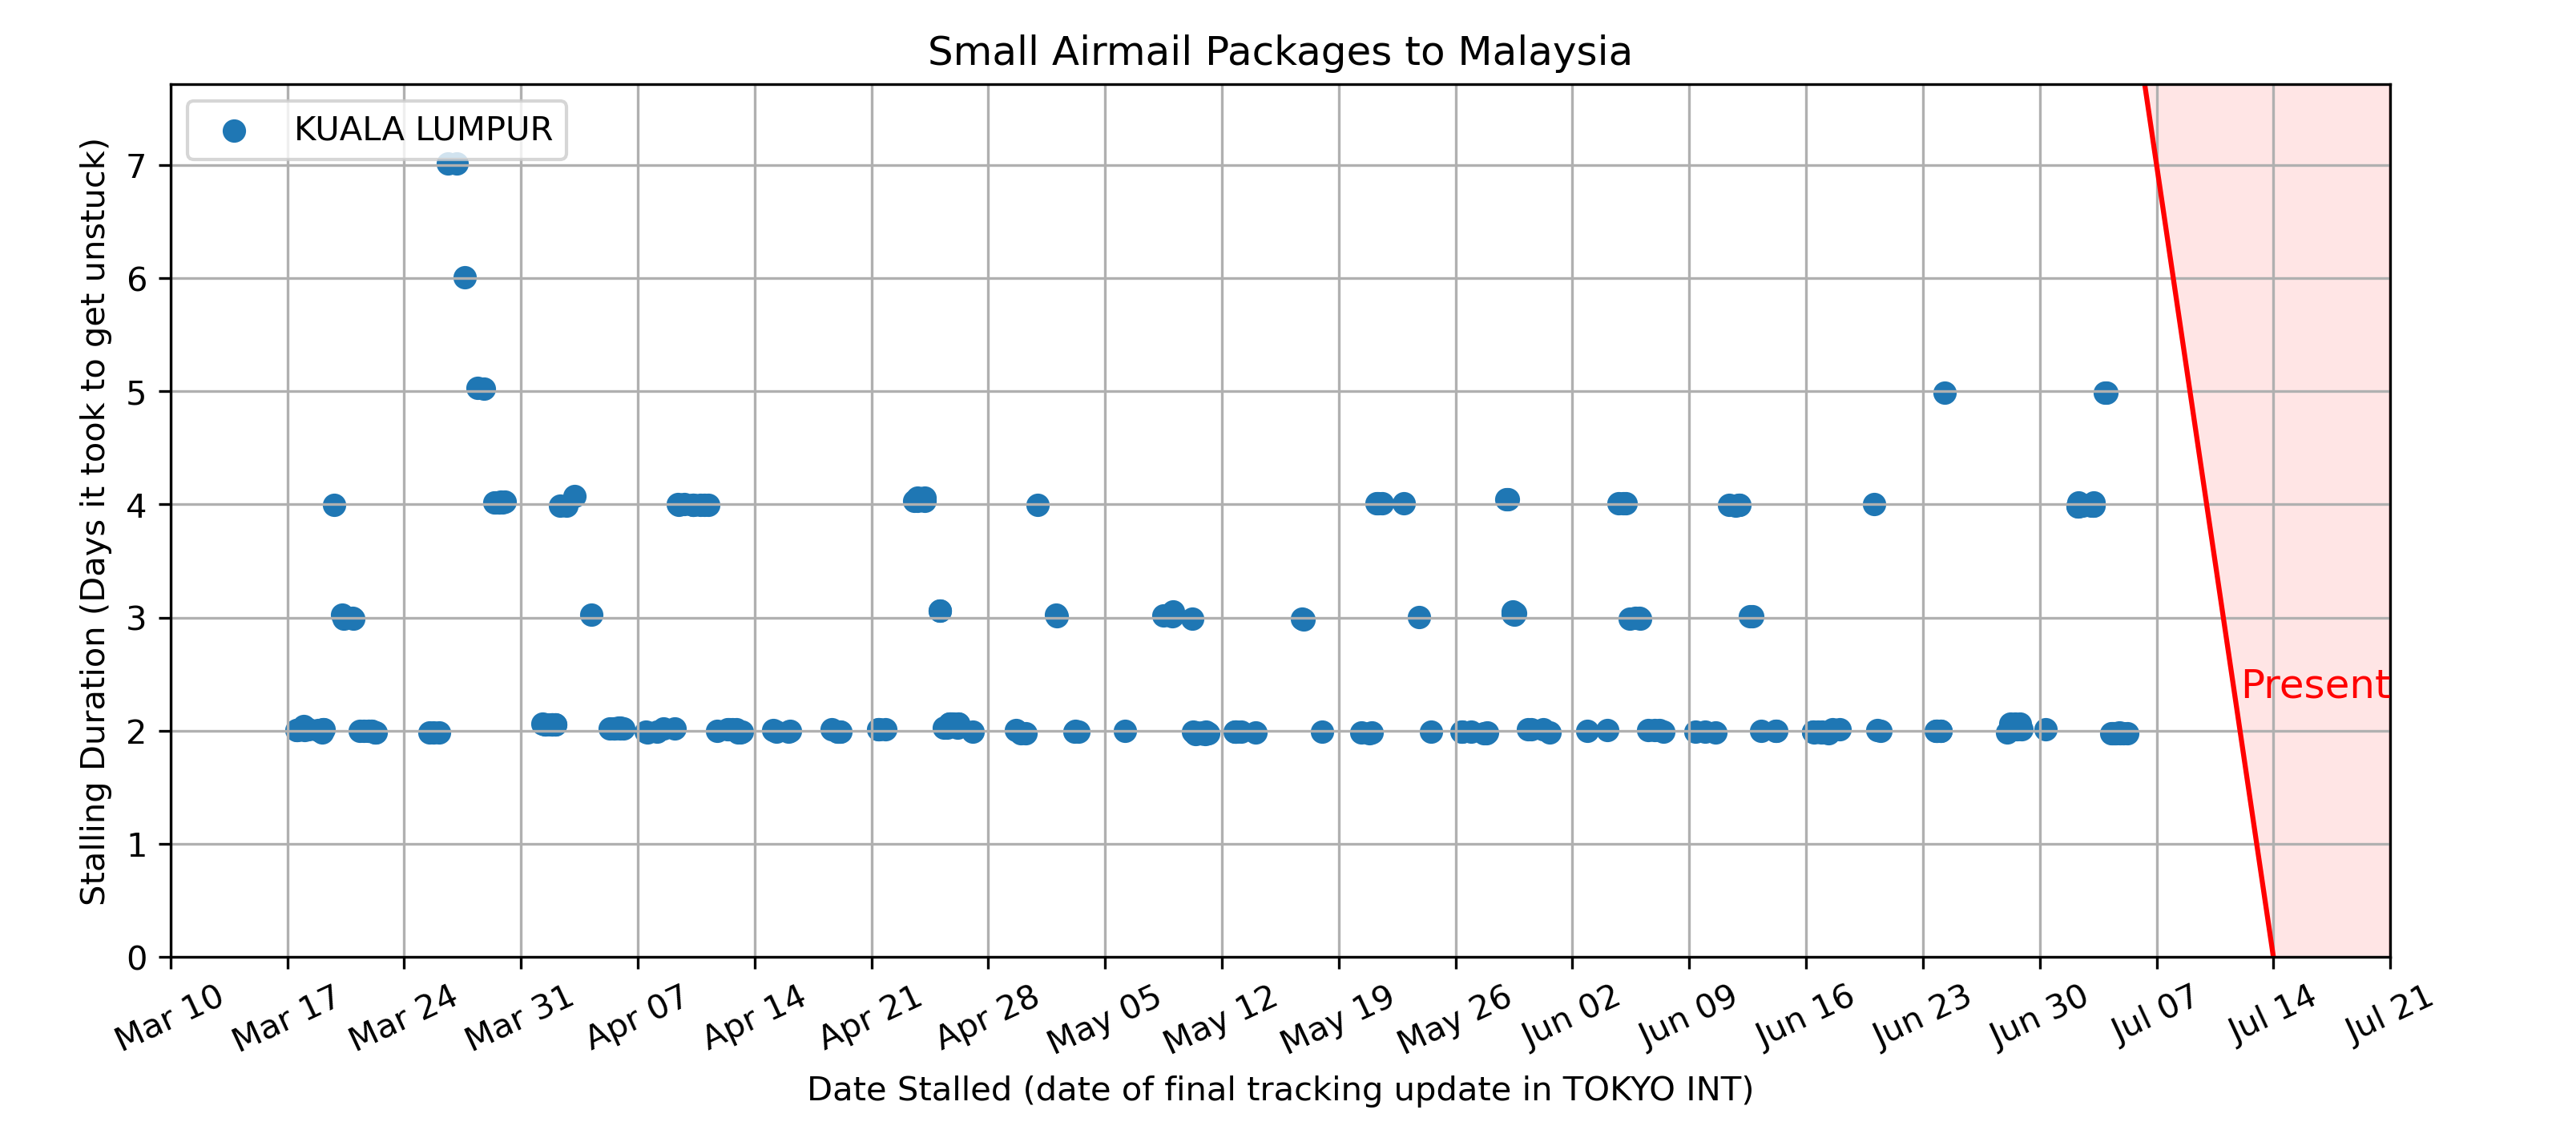 Small Airmail Packages to Malaysia
KUALA LUMPUR
Stalling Duration (Days it took to get unstuck)
7
6
5
4
3
2
1
0
Present
Mar 10
Mar 17
Mar 24
Mar 31
Apr 07
Apr 14
Apr 21
Apr 28
May 05
May 12
May 19
May 26
Jun 02
Jun 09
Jun 16
Jun 23
Jun 30
Jul 07
Jul 14
Jul 21
Date Stalled (date of final tracking update in TOKYO INT)